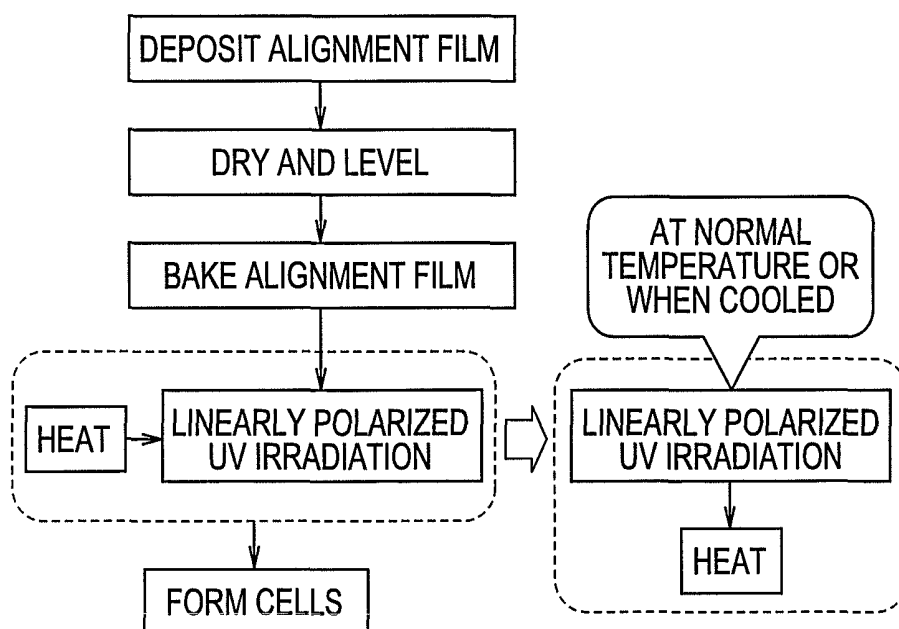 DEPOSIT ALIGNMENT FILM
DRY AND LEVEL
BAKE ALIGNMENT FILM
AT NORMAL
TEMPERATURE OR
WHEN COOLED
HEAT
LINEARLY POLARIZED
UV IRRADIATION
LINEARLY POLARIZED
UV IRRADIATION
HEAT
FORM CELLS